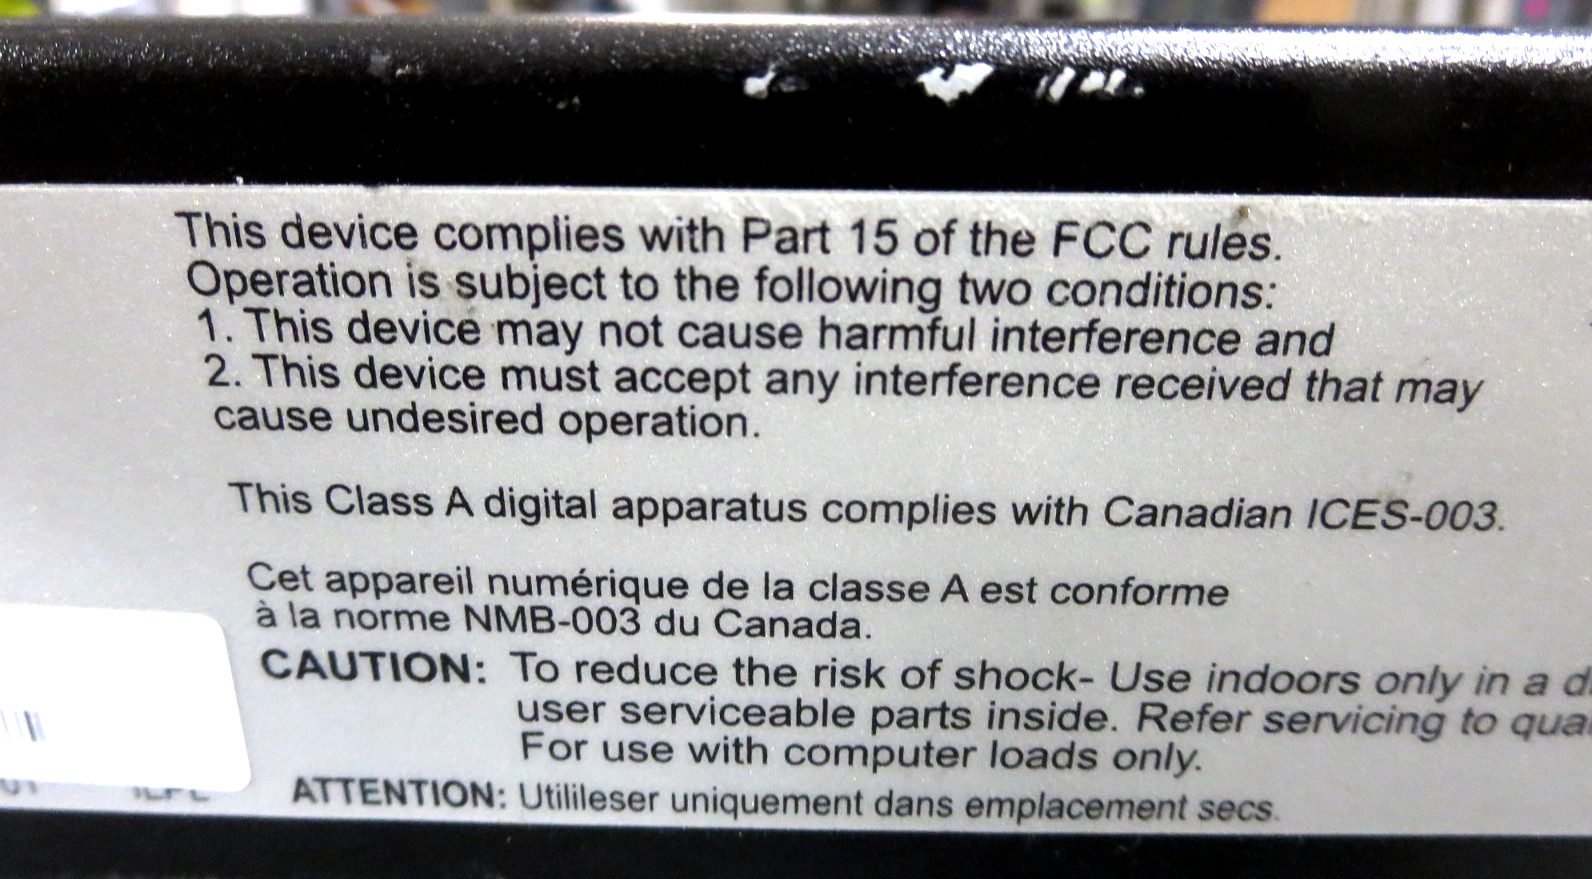 This device complies with Part 15 of the FCC rules.
Operation is subject to the following two conditions:
1. This device may not cause harmful interference and
2. This device must accept any interference received that may
cause undesired operation.
This Class A digital apparatus complies with Canadian ICES-003.
Cet appareil numérique de la classe A est conforme
à la norme NMB-003 du Canada.
CAUTION: To reduce the risk of shock- Use indoors only in a
user serviceable parts inside. Refer servicing to
For use with computer loads only.
ATTENTION: Utilileser uniquement dans emplacement secs.